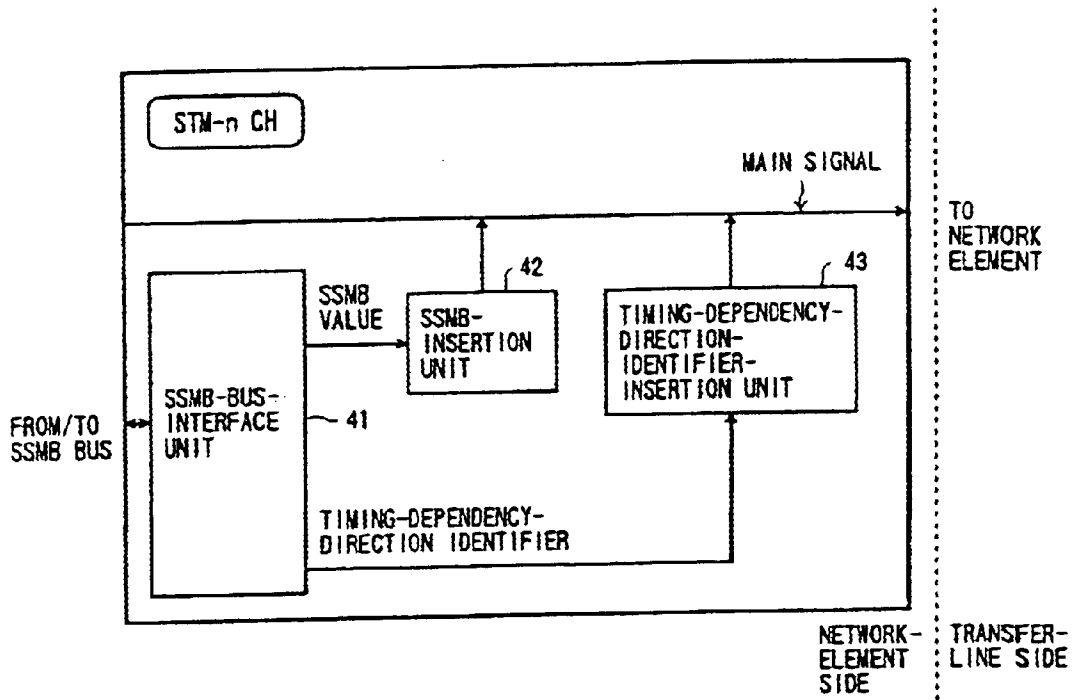 STM-n CH
MAIN SIGNAL
TO
NETWORK
ELEMENT
42
43
SSMB
VALUE
SSMB-
INSERTION
UNIT
TIMING-DEPENDENCY-
DIRECTION-
IDENTIFIER-
INSERTION UNIT
SSMB-BUS-
INTERFACE
UNIT
41
FROM/TO
SSMB BUS
TIMING-DEPENDENCY-
DIRECTION IDENTIFIER
NETWORK-
ELEMENT
SIDE
TRANSFER-
LINE SIDE